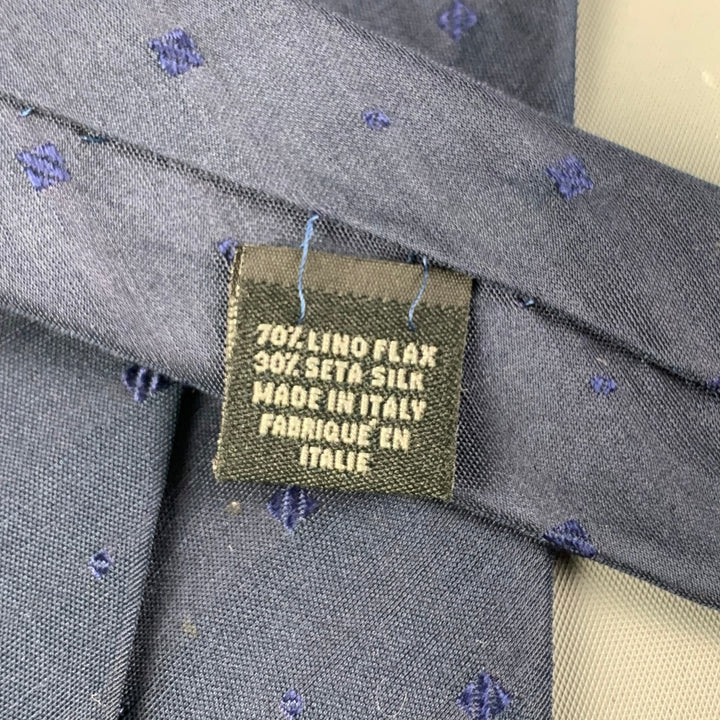 70% LINO FLAX
30% SETA SILK
MADE IN ITALY
FABRIQUÉ EN
ITALIE